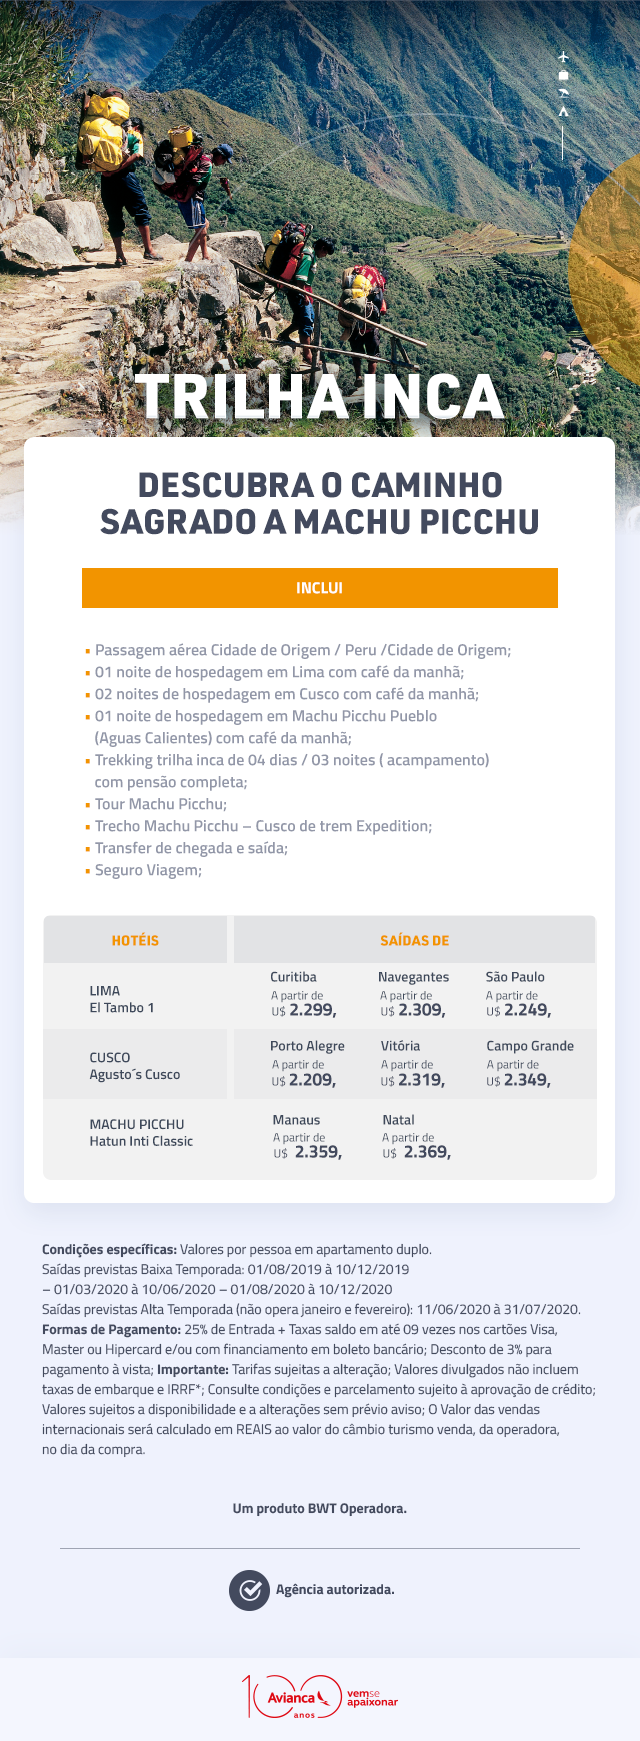 TRILHA INCA
DESCUBRA O CAMINHO
SAGRADO A MACHU PICCHU
INCLUI
▪ Passagem aérea Cidade de Origem / Peru /Cidade de Origem;
▪ 01 noite de hospedagem em Lima com café da manhã;
▪ 02 noites de hospedagem em Cusco com café da manhã;
▪ 01 noite de hospedagem em Machu Picchu Pueblo
(Aguas Calientes) com café da manhã;
▪ Trekking trilha inca de 04 dias / 03 noites ( acampamento)
com pensão completa;
▪ Tour Machu Picchu;
▪ Trecho Machu Picchu – Cusco de trem Expedition;
▪ Transfer de chegada e saída;
▪ Seguro Viagem;
HOTÉIS
SAÍDAS DE
LIMA
El Tambo 1
Curitiba
A partir de
U$ 2.299,
Navegantes
A partir de
U$ 2.309,
São Paulo
A partir de
U$ 2.249,
CUSCO
Agusto´s Cusco
Porto Alegre
A partir de
U$ 2.209,
Vitória
A partir de
U$ 2.319,
Campo Grande
A partir de
U$ 2.349,
MACHU PICCHU
Hatun Inti Classic
Manaus
A partir de
U$ 2.359,
Natal
A partir de
U$ 2.369,
Condições específicas: Valores por pessoa em apartamento duplo.
Saídas previstas Baixa Temporada: 01/08/2019 à 10/12/2019
– 01/03/2020 à 10/06/2020 – 01/08/2020 à 10/12/2020
Saídas previstas Alta Temporada (não opera janeiro e fevereiro): 11/06/2020 à 31/07/2020.
Formas de Pagamento: 25% de Entrada + Taxas saldo em até 09 vezes nos cartões Visa,
Master ou Hipercard e/ou com financiamento em boleto bancário; Desconto de 3% para
pagamento à vista; Importante: Tarifas sujeitas a alteração; Valores divulgados não incluem
taxas de embarque e IRRF*; Consulte condições e parcelamento sujeito à aprovação de crédito;
Valores sujeitos a disponibilidade e a alterações sem prévio aviso; O Valor das vendas
internacionais será calculado em REAIS ao valor do câmbio turismo venda, da operadora,
no dia da compra.
Um produto BWT Operadora.
Agência autorizada.
100
Avianca
anos
vemse
apaixonar